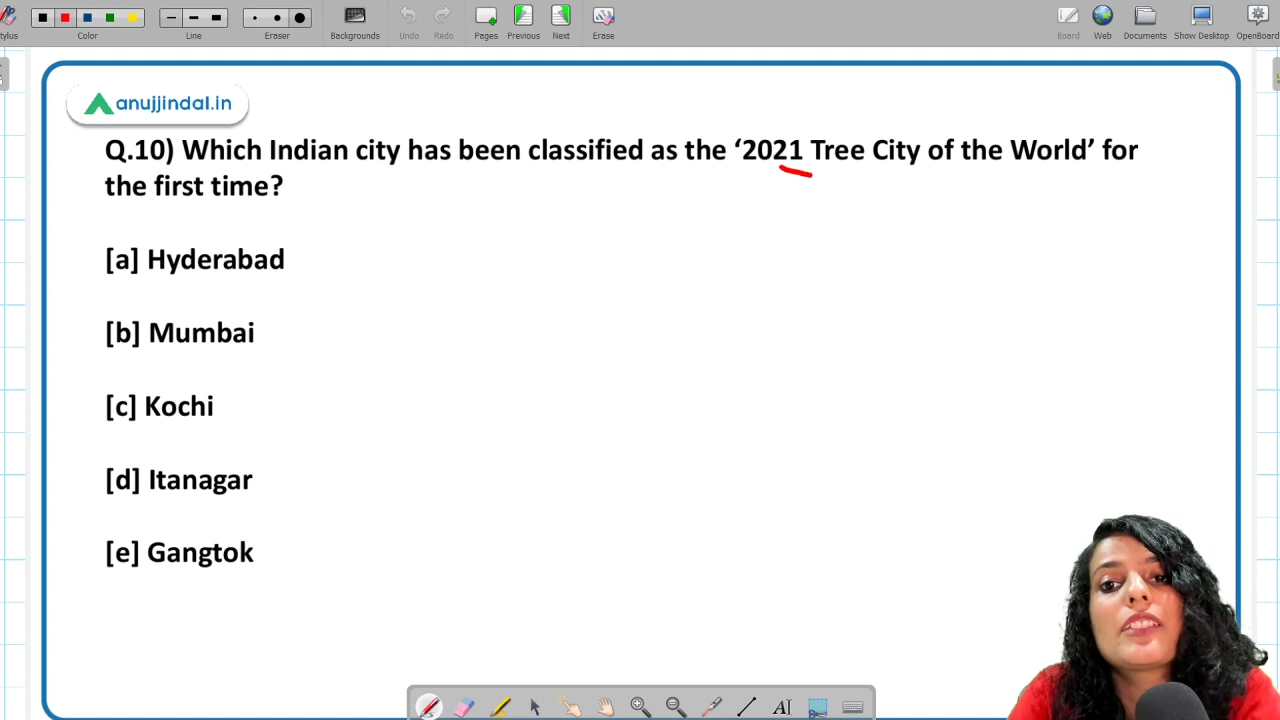 tylus
Color
Line
Eraser
Backgrounds
Undo
Redo
Pages
Previous
Next
Erase
Board
Web
Documents
Show Desktop
OpenBoard
anujjindal.in
Q.10) Which Indian city has been classified as the ‘2021 Tree City of the World’ for
the first time?
[a] Hyderabad
[b] Mumbai
[c] Kochi
[d] Itanagar
[e] Gangtok